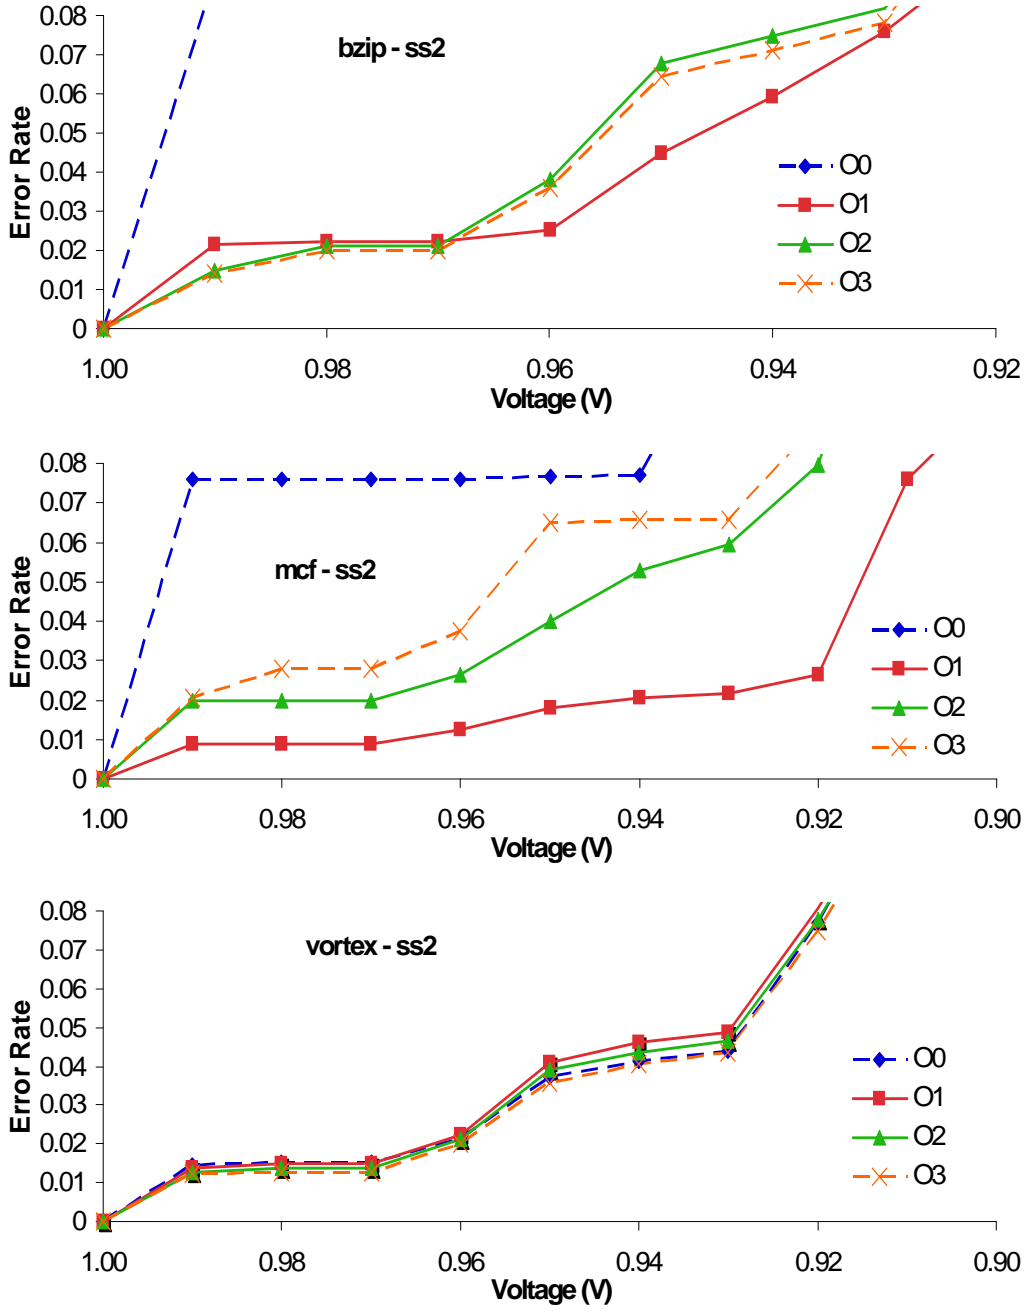 bzip - ss2
Error Rate
0.08
0.07
0.06
0.05
0.04
0.03
0.02
0.01
0
1.00
0.98
0.96
0.94
0.92
Voltage (V)
O0
O1
O2
O3
mcf - ss2
Error Rate
0.08
0.07
0.06
0.05
0.04
0.03
0.02
0.01
0
1.00
0.98
0.96
0.94
0.92
0.90
Voltage (V)
O0
O1
O2
O3
vortex - ss2
Error Rate
0.08
0.07
0.06
0.05
0.04
0.03
0.02
0.01
0
1.00
0.98
0.96
0.94
0.92
0.90
Voltage (V)
O0
O1
O2
O3